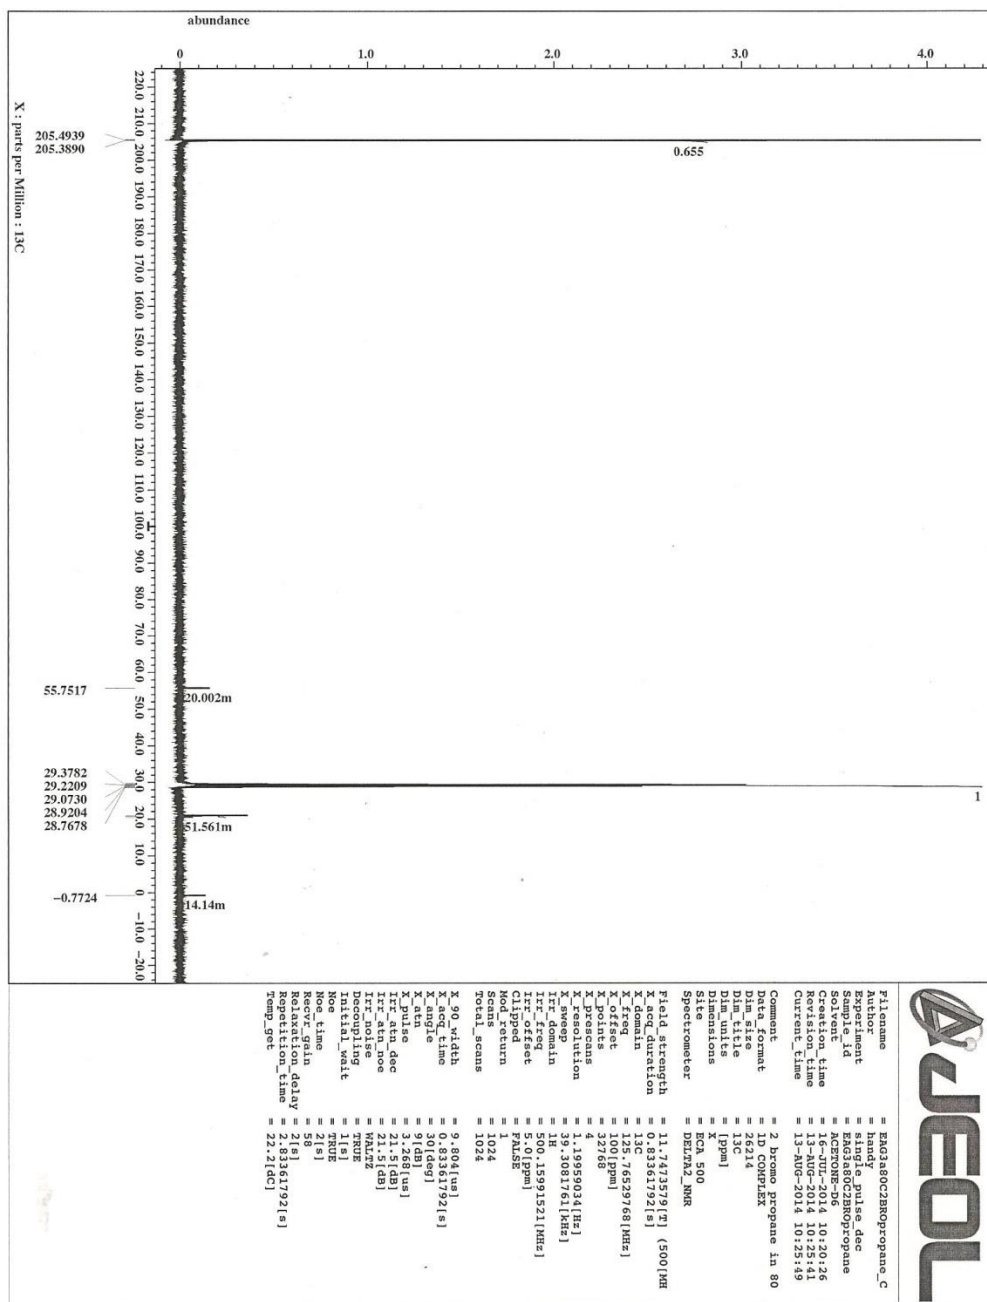 abundance
0 1.0 2.0 3.0 4.0
220.0 210.0 200.0 190.0 180.0 170.0 160.0 150.0 140.0 130.0 120.0 110.0 100.0 90.0 80.0 70.0 60.0 50.0 40.0 30.0 20.0 10.0 0 -10.0 -20.0
X : parts per Million : 13C
205.4939
205.3890
55.7517
29.3782
29.2209
29.0730
28.9204
28.7678
-0.7724
0.655
20.002m
1
51.561m
14.14m
JEOL
Filename = EAG3a80C2BROpropane_C
Author = handy
Experiment = single_pulse_dec
Sample_id = EAG3a80C2BROpropane
Solvent = ACETONE-D6
Creation_time = 16-JUL-2014 10:20:26
Revision_time = 13-AUG-2014 10:25:41
Current_time = 13-AUG-2014 10:25:49
Comment = 2 bromo propane in 80
Data_format = 1D COMPLEX
Dim_size = 26214
Dim_title = 13C
Dim_units = [ppm]
Dimensions = X
Site = ECA 500
Spectrometer = DELTA2_NMR
Field_strength = 11.7473579[T] (500[MH
X_acq_duration = 0.83361792[s]
X_domain = 13C
X_freq = 125.76529768[MHz]
X_offset = 100[ppm]
X_points = 32768
X_prescans = 4
X_resolution = 1.19959034[Hz]
X_sweep = 39.3081761[kHz]
Irr_domain = 1H
Irr_freq = 500.15991521[MHz]
Irr_offset = 5.0[ppm]
Clipped = FALSE
Mod_return = 1
Scans = 1024
Total_scans = 1024
X_90_width = 9.804[us]
X_acq_time = 0.83361792[s]
X_angle = 30[deg]
X_atn = 9[dB]
X_pulse = 3.268[us]
Irr_atn_dec = 21.5[dB]
Irr_atn_noe = 21.5[dB]
Irr_noise = WALTZ
Decoupling = TRUE
Initial_wait = 1[s]
Noe = TRUE
Noe_time = 2[s]
Recvr_gain = 58
Relaxation_delay = 2[s]
Repetition_time = 2.83361792[s]
Temp_get = 22.2[dC]